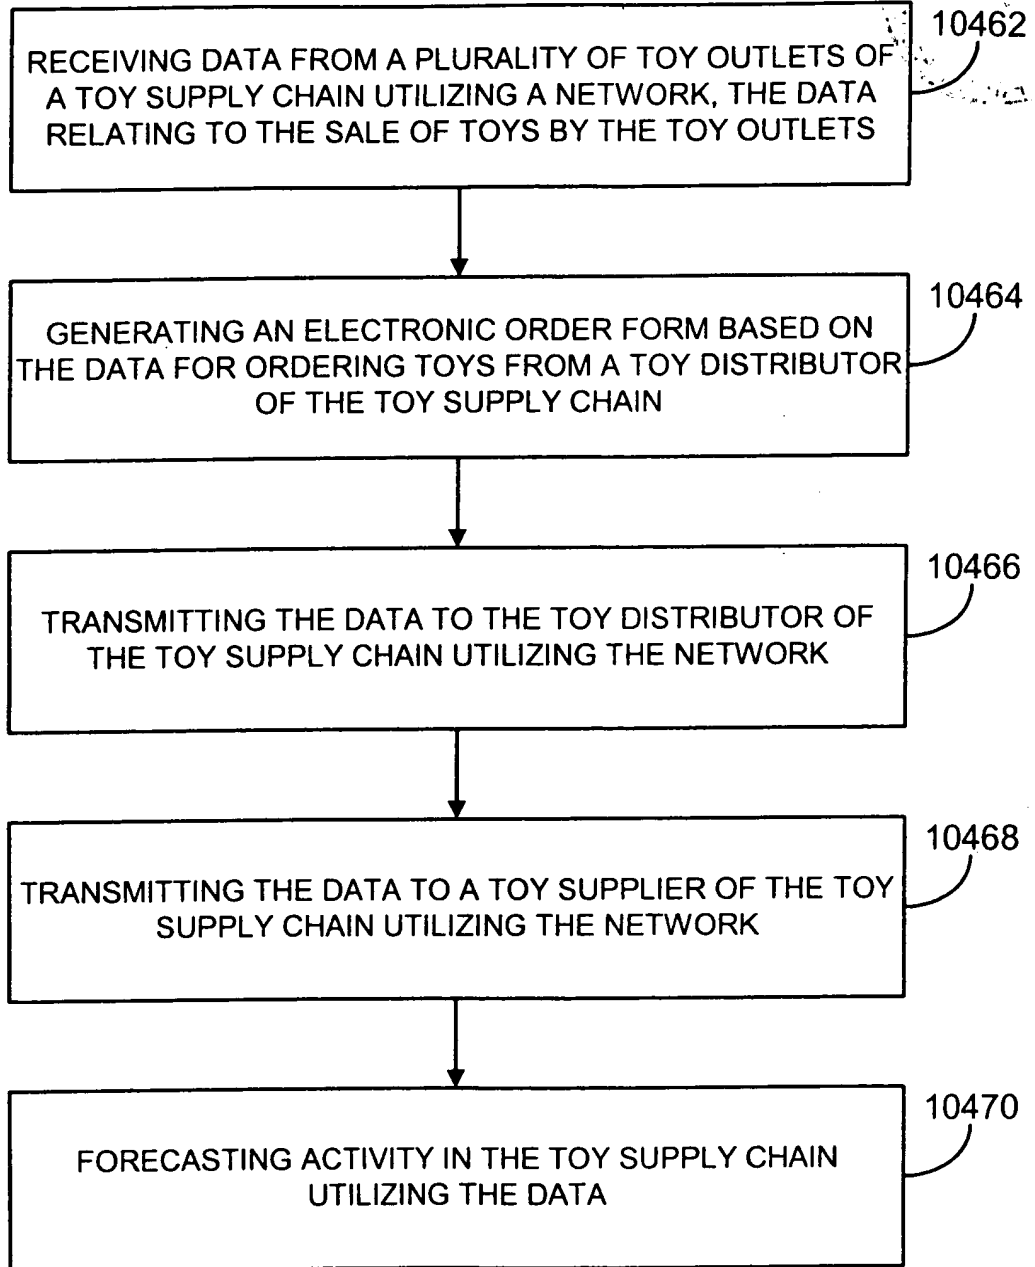 10462
RECEIVING DATA FROM A PLURALITY OF TOY OUTLETS OF
A TOY SUPPLY CHAIN UTILIZING A NETWORK, THE DATA
RELATING TO THE SALE OF TOYS BY THE TOY OUTLETS
10464
GENERATING AN ELECTRONIC ORDER FORM BASED ON
THE DATA FOR ORDERING TOYS FROM A TOY DISTRIBUTOR
OF THE TOY SUPPLY CHAIN
10466
TRANSMITTING THE DATA TO THE TOY DISTRIBUTOR OF
THE TOY SUPPLY CHAIN UTILIZING THE NETWORK
10468
TRANSMITTING THE DATA TO A TOY SUPPLIER OF THE TOY
SUPPLY CHAIN UTILIZING THE NETWORK
10470
FORECASTING ACTIVITY IN THE TOY SUPPLY CHAIN
UTILIZING THE DATA